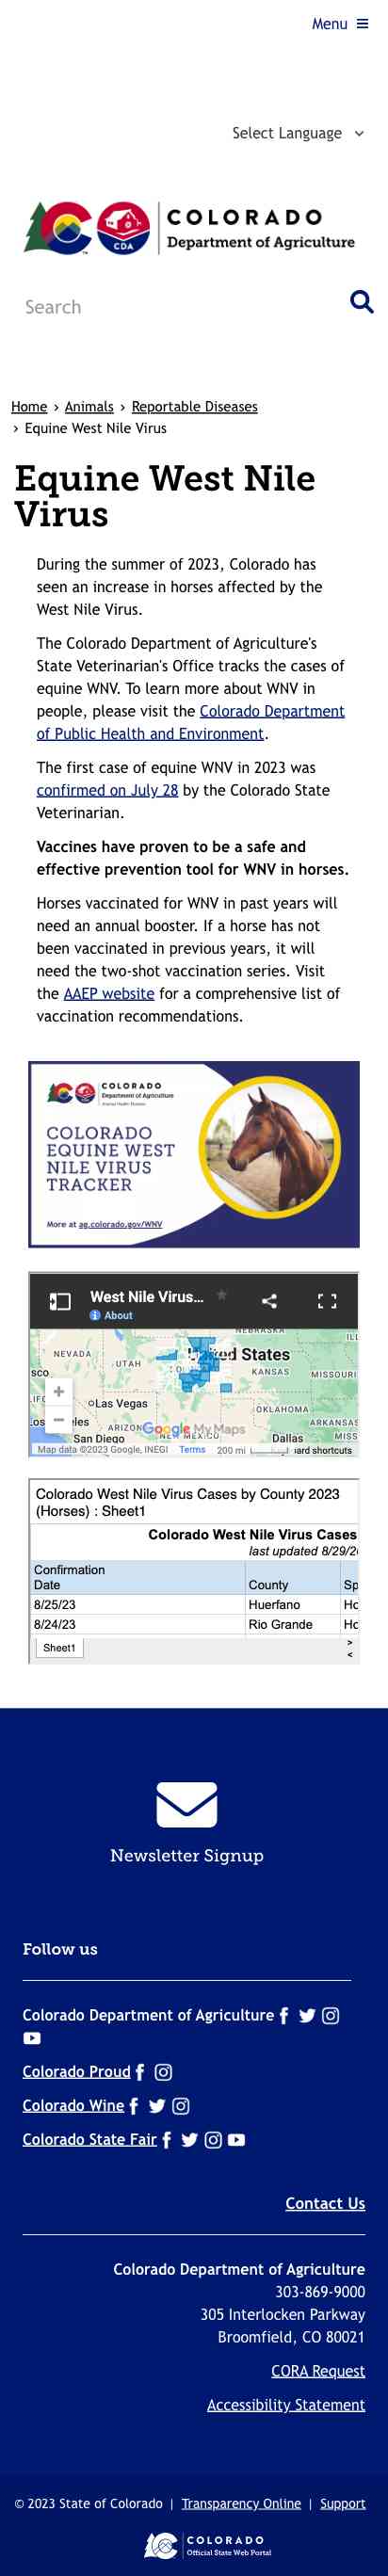 Menu
Select Language
CDA
COLORADO
Department of Agriculture
Search
Home › Animals › Reportable Diseases
› Equine West Nile Virus
Equine West Nile
Virus
During the summer of 2023, Colorado has
seen an increase in horses affected by the
West Nile Virus.
The Colorado Department of Agriculture's
State Veterinarian's Office tracks the cases of
equine WNV. To learn more about WNV in
people, please visit the Colorado Department
of Public Health and Environment.
The first case of equine WNV in 2023 was
confirmed on July 28 by the Colorado State
Veterinarian.
Vaccines have proven to be a safe and
effective prevention tool for WNV in horses.
Horses vaccinated for WNV in past years will
need an annual booster. If a horse has not
been vaccinated in previous years, it will
need the two-shot vaccination series. Visit
the AAEP website for a comprehensive list of
vaccination recommendations.
COLORADO
Department of Agriculture
Animal Health Division
COLORADO
EQUINE WEST
NILE VIRUS
TRACKER
More at ag.colorado.gov/WNV
West Nile Virus...
About
NEBRASKA
United States
NEVADA
UTAH
KANSAS
MISSOURI
Las Vegas
OKLAHOMA
ARIZONA
ARKANSAS
NEW MEXICO
Los Angeles
Google My Maps
San Diego
Dallas
MISSISSI
Map data ©2023 Google, INEGI Terms 200 mi board shortcuts
Colorado West Nile Virus Cases by County 2023
(Horses) : Sheet1
Colorado West Nile Virus Cases
last updated 8/29/20
Confirmation
Date County Sp
8/25/23 Huerfano Ho
8/24/23 Rio Grande Ho
Sheet1 > <
Newsletter Signup
Follow us
Colorado Department of Agriculture
Colorado Proud
Colorado Wine
Colorado State Fair
Contact Us
Colorado Department of Agriculture
303-869-9000
305 Interlocken Parkway
Broomfield, CO 80021
CORA Request
Accessibility Statement
© 2023 State of Colorado | Transparency Online | Support
COLORADO
Official State Web Portal